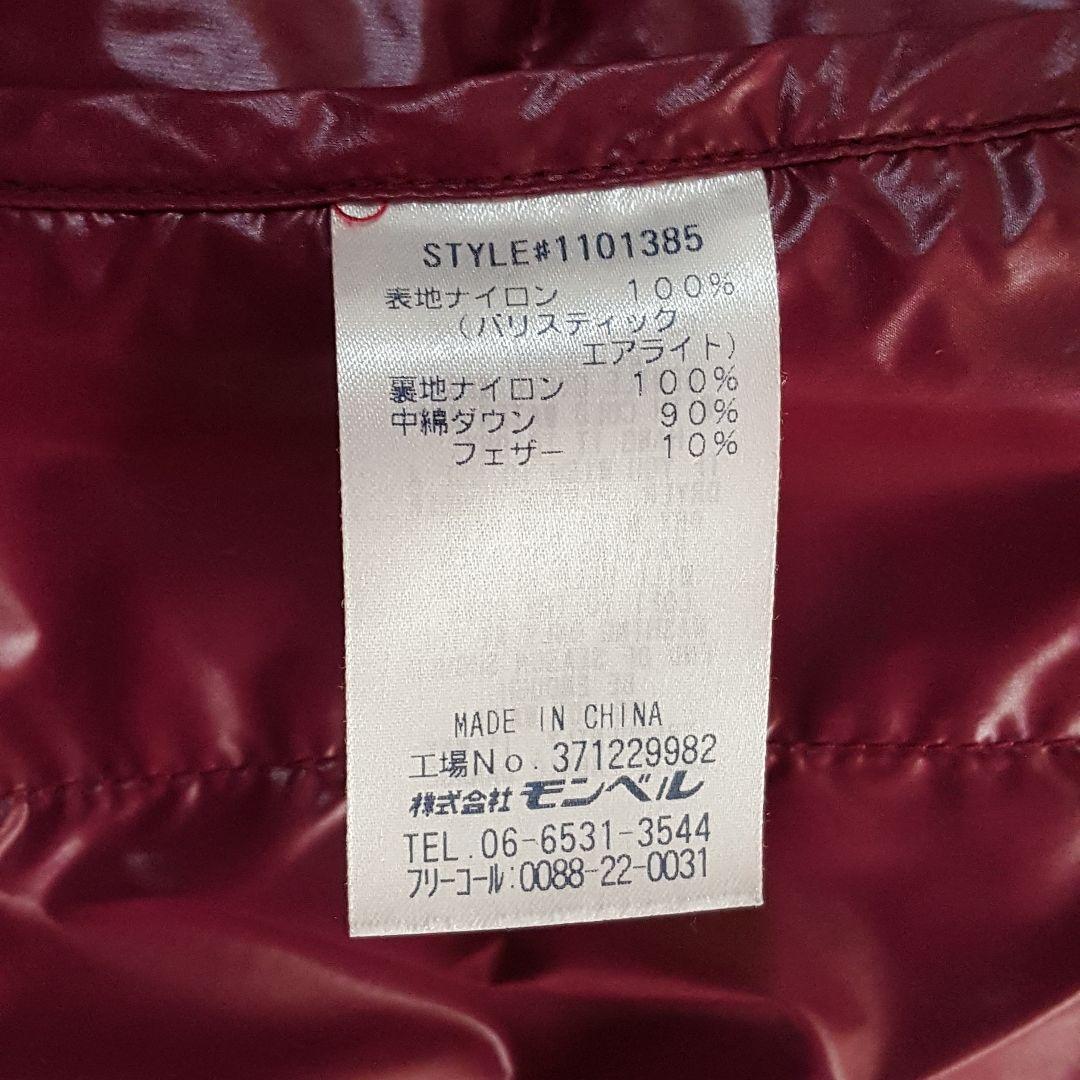 STYLE#1101385
表地ナイロン 100%
(バリスティック
エアライト)
裏地ナイロン 100%
中綿ダウン 90%
フェザー 10%
MADE IN CHINA
工場No. 371229982
株式会社 モンベル
TEL.06-6531-3544
フリーコール:0088-22-0031